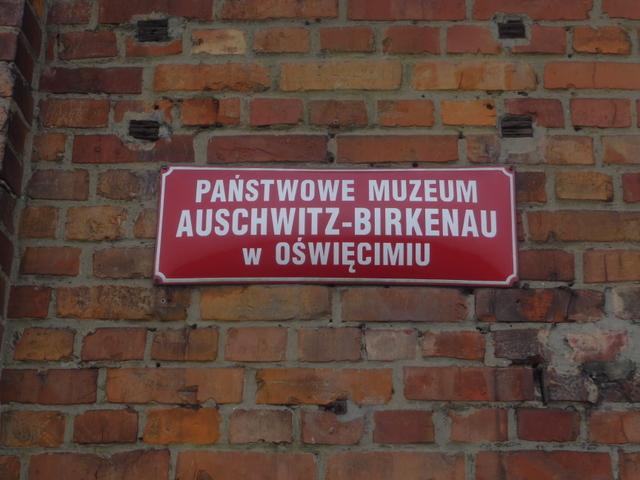 PAŃSTWOWE MUZEUM
AUSCHWITZ-BIRKENAU
w OŚWIĘCIMIU